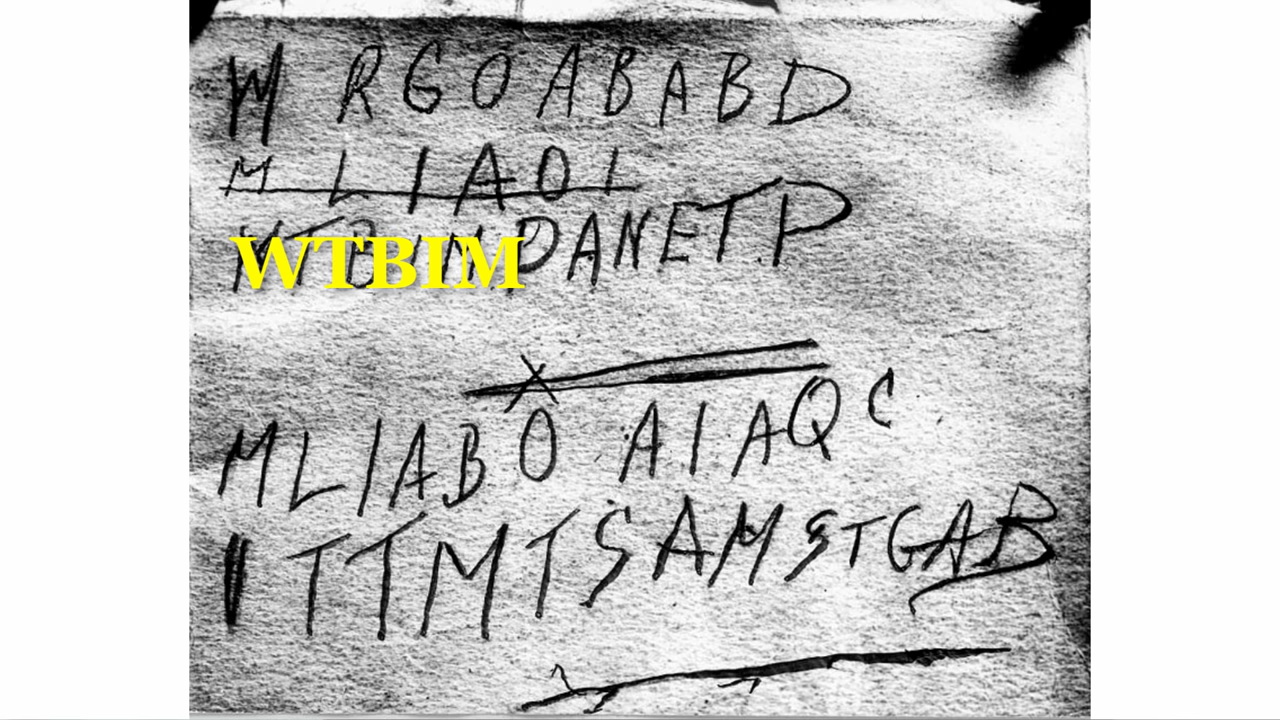 W RGOABABD
MLIAOI
WTBIMPANETP
MLIABO AIAQC
ITTMTSAMSTGAB